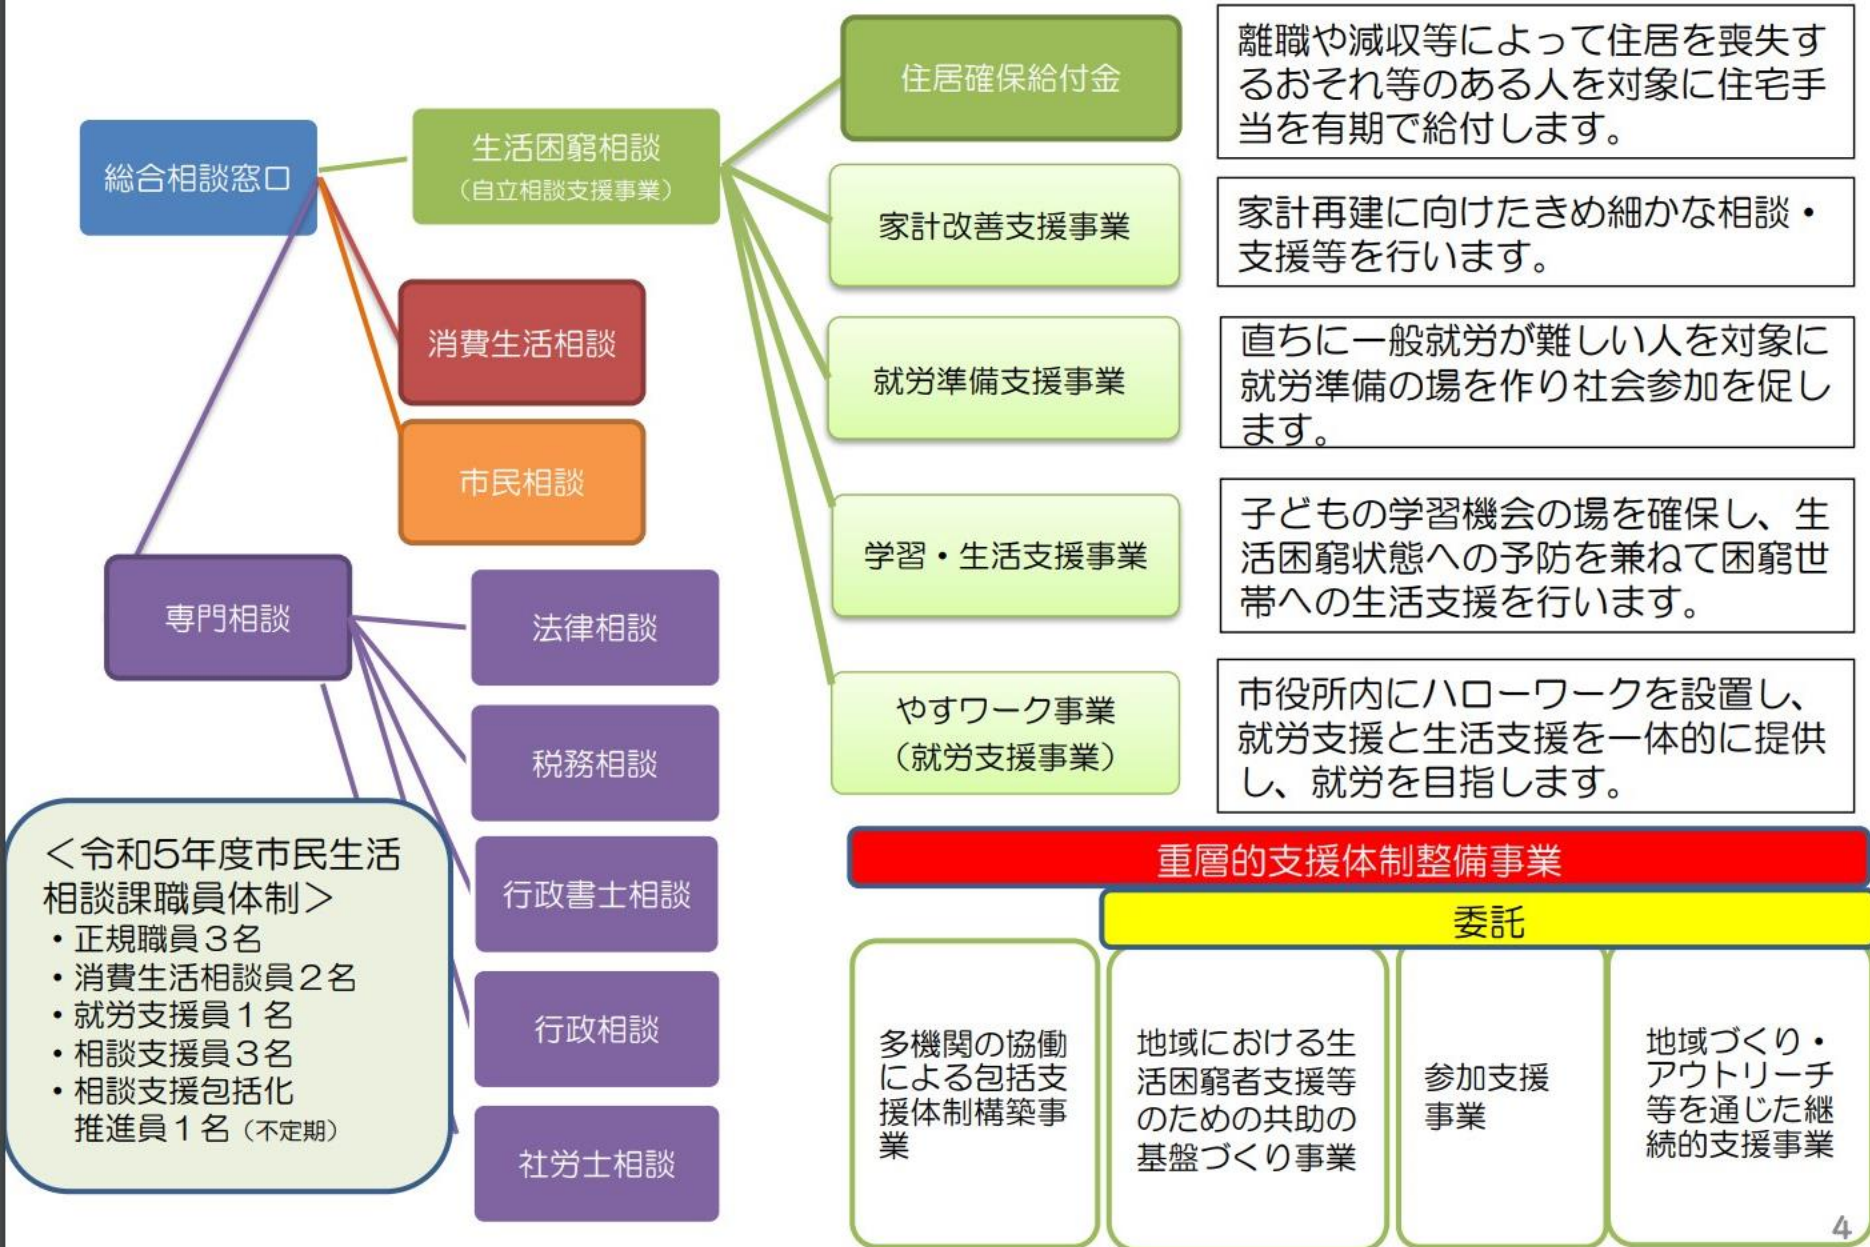 総合相談窓口
生活困窮相談
（自立相談支援事業）
消費生活相談
市民相談
専門相談
法律相談
税務相談
行政書士相談
行政相談
社労士相談
＜令和5年度市民生活
相談課職員体制＞
・正規職員３名
・消費生活相談員２名
・就労支援員１名
・相談支援員３名
・相談支援包括化
推進員１名（不定期）
住居確保給付金
離職や減収等によって住居を喪失す
るおそれ等のある人を対象に住宅手
当を有期で給付します。
家計改善支援事業
家計再建に向けたきめ細かな相談・
支援等を行います。
就労準備支援事業
直ちに一般就労が難しい人を対象に
就労準備の場を作り社会参加を促し
ます。
学習・生活支援事業
子どもの学習機会の場を確保し、生
活困窮状態への予防を兼ねて困窮世
帯への生活支援を行います。
やすワーク事業
（就労支援事業）
市役所内にハローワークを設置し、
就労支援と生活支援を一体的に提供
し、就労を目指します。
重層的支援体制整備事業
委託
多機関の協働
による包括支
援体制構築事
業
地域における生
活困窮者支援等
のための共助の
基盤づくり事業
参加支援
事業
地域づくり・
アウトリーチ
等を通じた継
続的支援事業
4